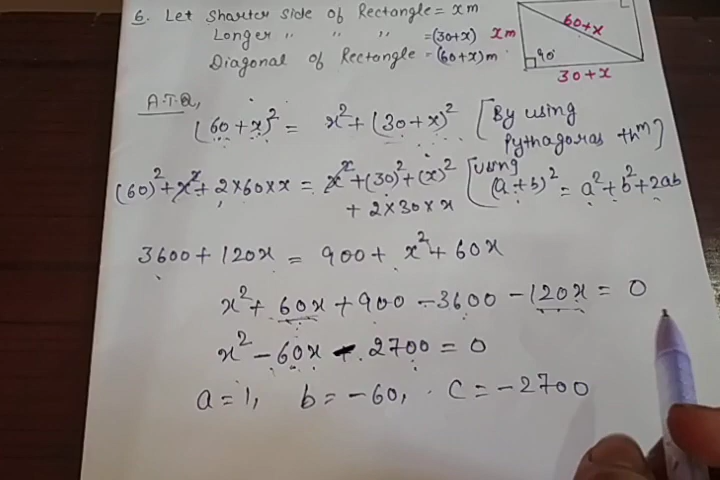 6. Let Shorter side of Rectangle = x m
Longer " " " = (30+x) x m
Diagonal of Rectangle = (60+x)m.
60+x
90°
30+x
A.T.Q,
(60+x)² = x² + (30+x)² [By using Pythagoras thm]
(60)² + x² + 2×60×x = x² + (30)² + (x)² [Using (a+b)² = a² + b² + 2ab
+ 2×30×x
3600 + 120x = 900 + x² + 60x
x² + 60x + 900 - 3600 - 120x = 0
x² - 60x - 2700 = 0
a = 1, b = -60, c = -2700